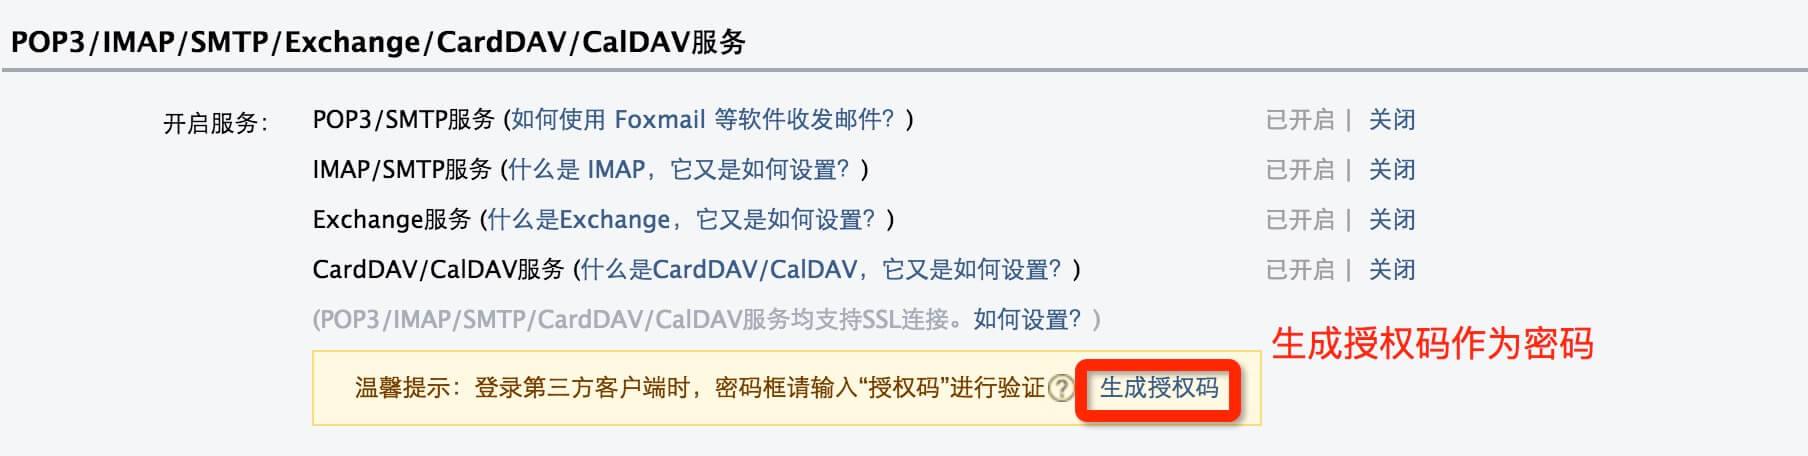 POP3/IMAP/SMTP/Exchange/CardDAV/CalDAV服务
开启服务： POP3/SMTP服务 (如何使用 Foxmail 等软件收发邮件？) 已开启 | 关闭
IMAP/SMTP服务 (什么是 IMAP，它又是如何设置？) 已开启 | 关闭
Exchange服务 (什么是Exchange，它又是如何设置？) 已开启 | 关闭
CardDAV/CalDAV服务 (什么是CardDAV/CalDAV，它又是如何设置？) 已开启 | 关闭
(POP3/IMAP/SMTP/CardDAV/CalDAV服务均支持SSL连接。如何设置？)
生成授权码作为密码
温馨提示：登录第三方客户端时，密码框请输入“授权码”进行验证? 生成授权码